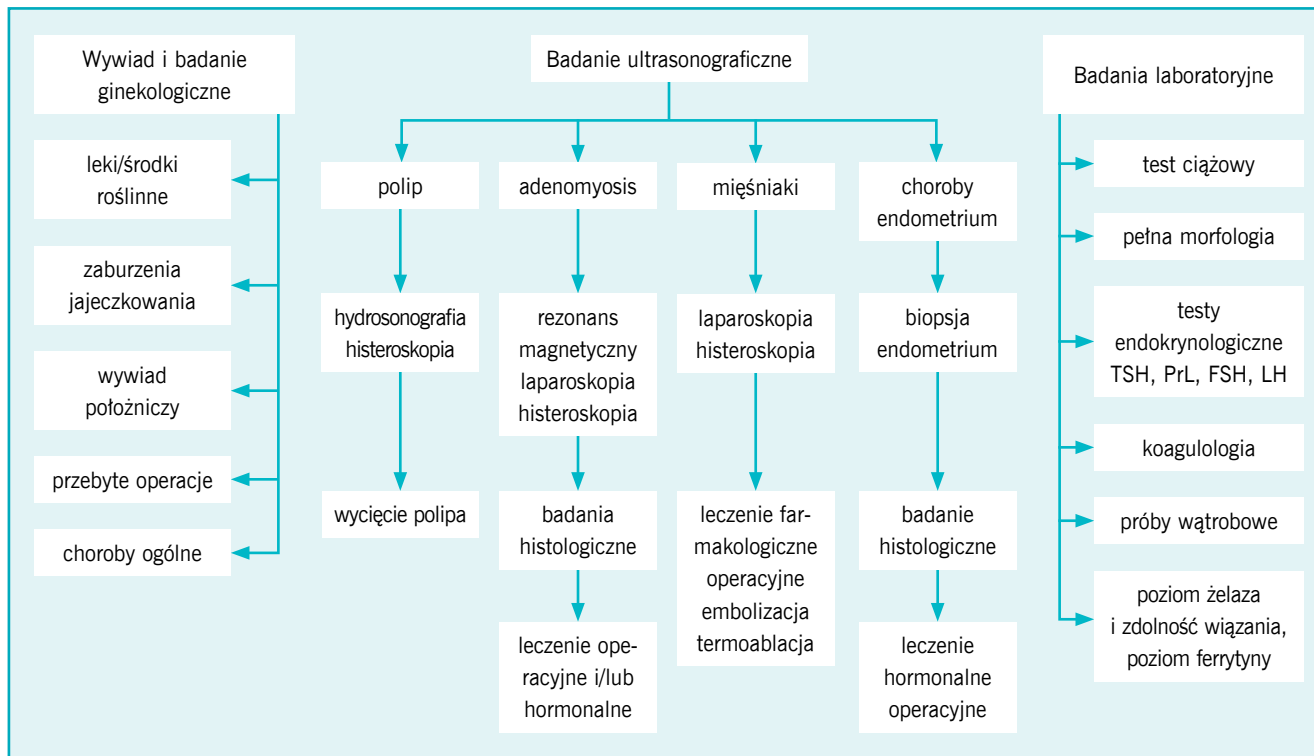 Wywiad i badanie
ginekologiczne
leki/środki
roślinne
zaburzenia
jajeczkowania
wywiad
położniczy
przebyte operacje
choroby ogólne
Badanie ultrasonograficzne
polip
hydrosonografia
histeroskopia
wycięcie polipa
adenomyosis
rezonans
magnetyczny
laparoskopia
histeroskopia
badania
histologiczne
leczenie ope-
racyjne i/lub
hormonalne
mięśniaki
laparoskopia
histeroskopia
leczenie far-
makologiczne
operacyjne
embolizacja
termoablacja
choroby
endometrium
biopsja
endometrium
badanie
histologiczne
leczenie
hormonalne
operacyjne
Badania laboratoryjne
test ciążowy
pełna morfologia
testy
endokrynologiczne
TSH, PrL, FSH, LH
koagulologia
próby wątrobowe
poziom żelaza
i zdolność wiązania,
poziom ferrytyny